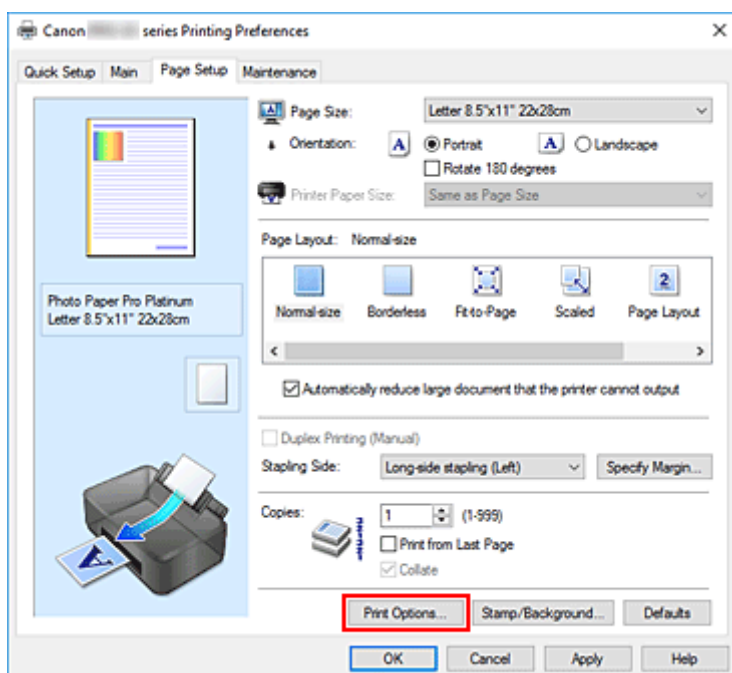 Canon series Printing Preferences
Quick Setup Main Page Setup Maintenance
Page Size: Letter 8.5"x11" 22x28cm
Orientation: A Portrait A Landscape
Rotate 180 degrees
Printer Paper Size: Same as Page Size
Page Layout: Normal-size
2
Normal-size Borderless Fit-to-Page Scaled Page Layout
Photo Paper Pro Platinum
Letter 8.5"x11" 22x28cm
Automatically reduce large document that the printer cannot output
Duplex Printing (Manual)
Stapling Side: Long-side stapling (Left) Specify Margin...
Copies: 1 (1-999)
Print from Last Page
Collate
A
Print Options... Stamp/Background... Defaults
OK Cancel Apply Help